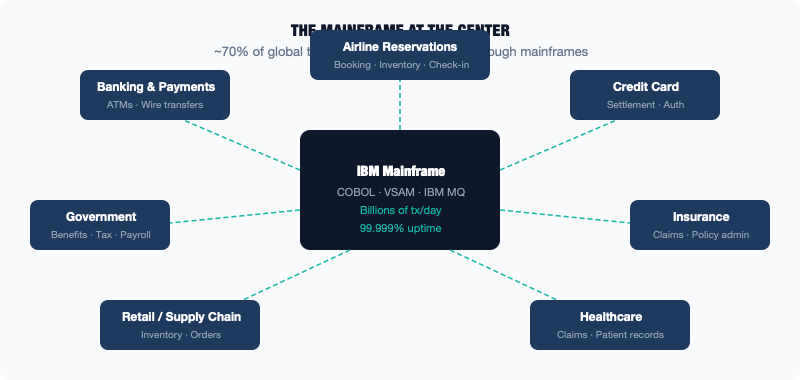 THE MAINFRAME AT THE CENTER
~70% of global t ough mainframes
Airline Reservations
Booking · Inventory · Check-in
Banking & Payments
ATMs · Wire transfers
Credit Card
Settlement · Auth
IBM Mainframe
COBOL · VSAM · IBM MQ
Billions of tx/day
99.999% uptime
Government
Benefits · Tax · Payroll
Insurance
Claims · Policy admin
Retail / Supply Chain
Inventory · Orders
Healthcare
Claims · Patient records